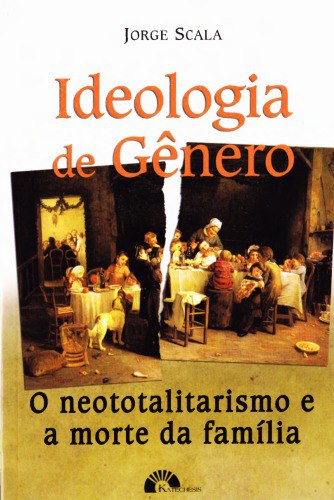 JORGE SCALA
Ideologia
de Gênero
O neototalitarismo e
a morte da família
KATECHESIS